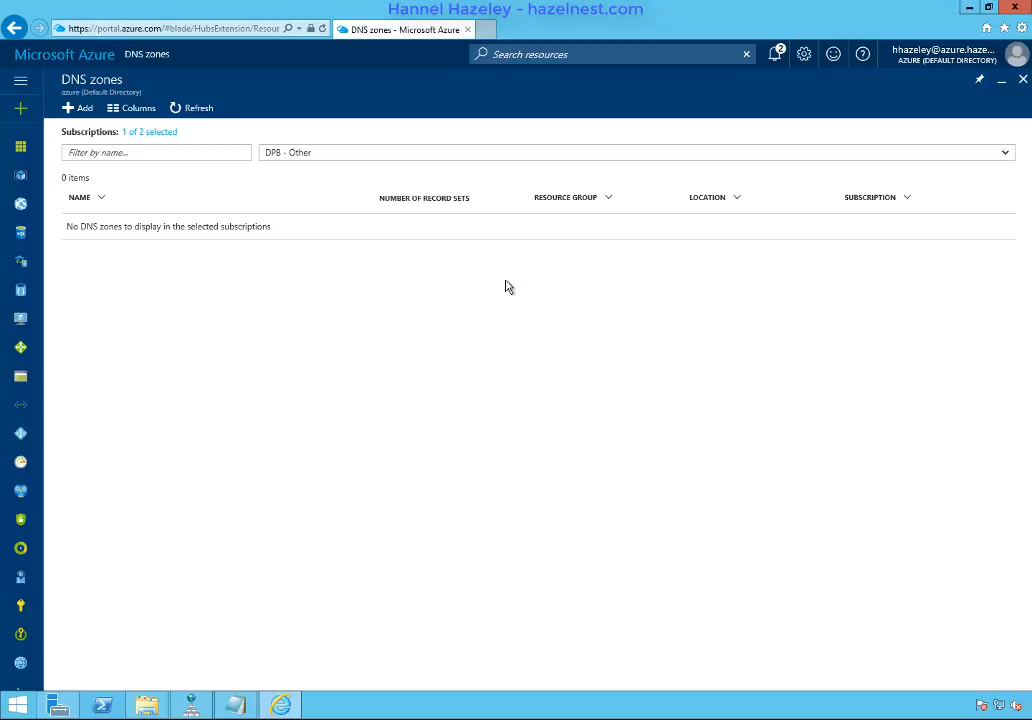 Hannel Hazeley - hazelnest.com
https://portal.azure.com/#blade/HubsExtension/Resour
DNS zones - Microsoft Azure
Microsoft Azure DNS zones
Search resources
2
hhazeley@azure.haze...
AZURE (DEFAULT DIRECTORY)
DNS zones
azure (Default Directory)
Add Columns Refresh
Subscriptions: 1 of 2 selected
Filter by name... DPB - Other
0 items
NAME NUMBER OF RECORD SETS RESOURCE GROUP LOCATION SUBSCRIPTION
No DNS zones to display in the selected subscriptions